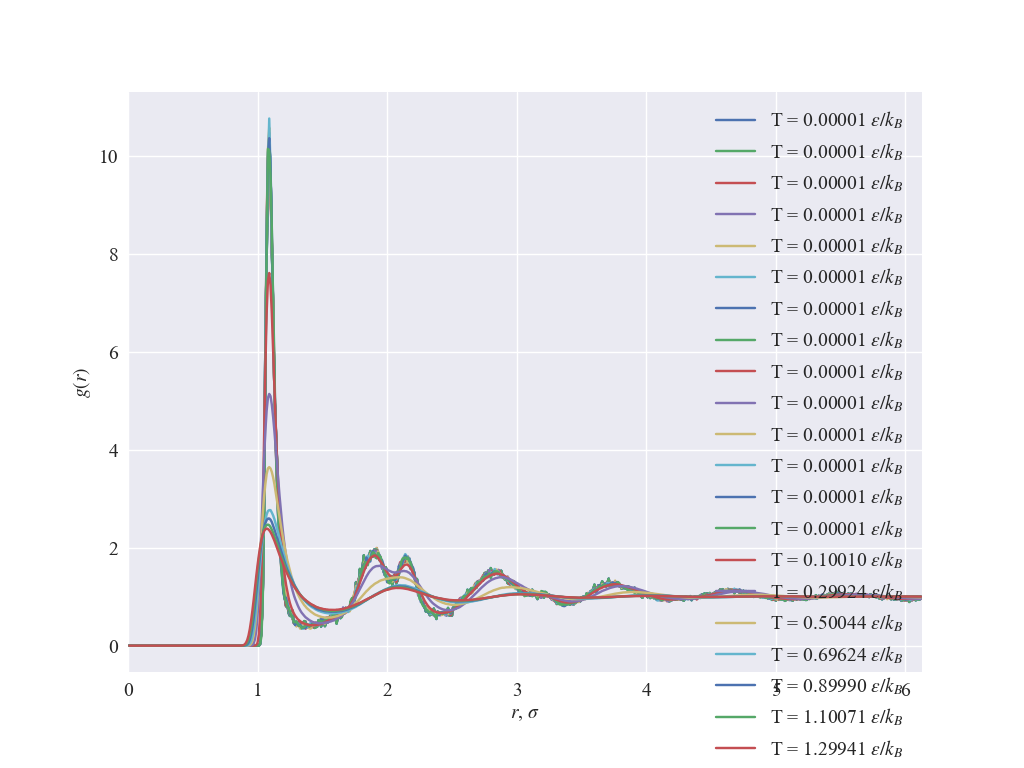 10
8
6
4
2
0
g(r)
0 1 2 3 4 5 6
r, σ
T = 0.00001 ε/k_B
T = 0.00001 ε/k_B
T = 0.00001 ε/k_B
T = 0.00001 ε/k_B
T = 0.00001 ε/k_B
T = 0.00001 ε/k_B
T = 0.00001 ε/k_B
T = 0.00001 ε/k_B
T = 0.00001 ε/k_B
T = 0.00001 ε/k_B
T = 0.00001 ε/k_B
T = 0.00001 ε/k_B
T = 0.00001 ε/k_B
T = 0.00001 ε/k_B
T = 0.10010 ε/k_B
T = 0.29924 ε/k_B
T = 0.50044 ε/k_B
T = 0.69624 ε/k_B
T = 0.89990 ε/k_B
T = 1.10071 ε/k_B
T = 1.29941 ε/k_B